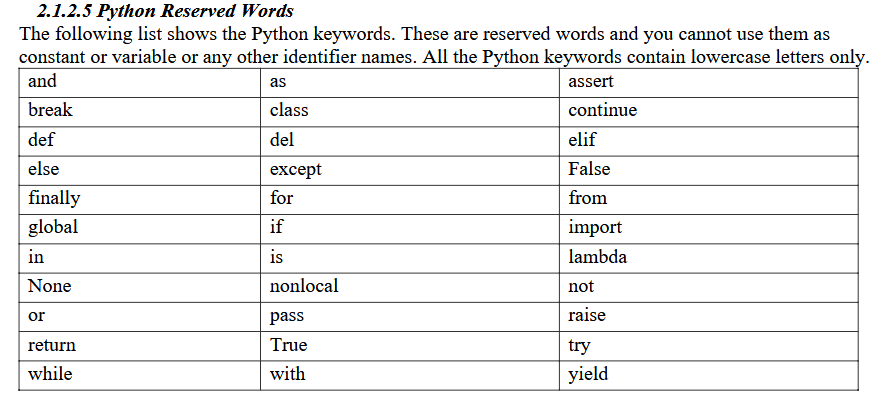 2.1.2.5 Python Reserved Words
The following list shows the Python keywords. These are reserved words and you cannot use them as
constant or variable or any other identifier names. All the Python keywords contain lowercase letters only.
and as assert
break class continue
def del elif
else except False
finally for from
global if import
in is lambda
None nonlocal not
or pass raise
return True try
while with yield